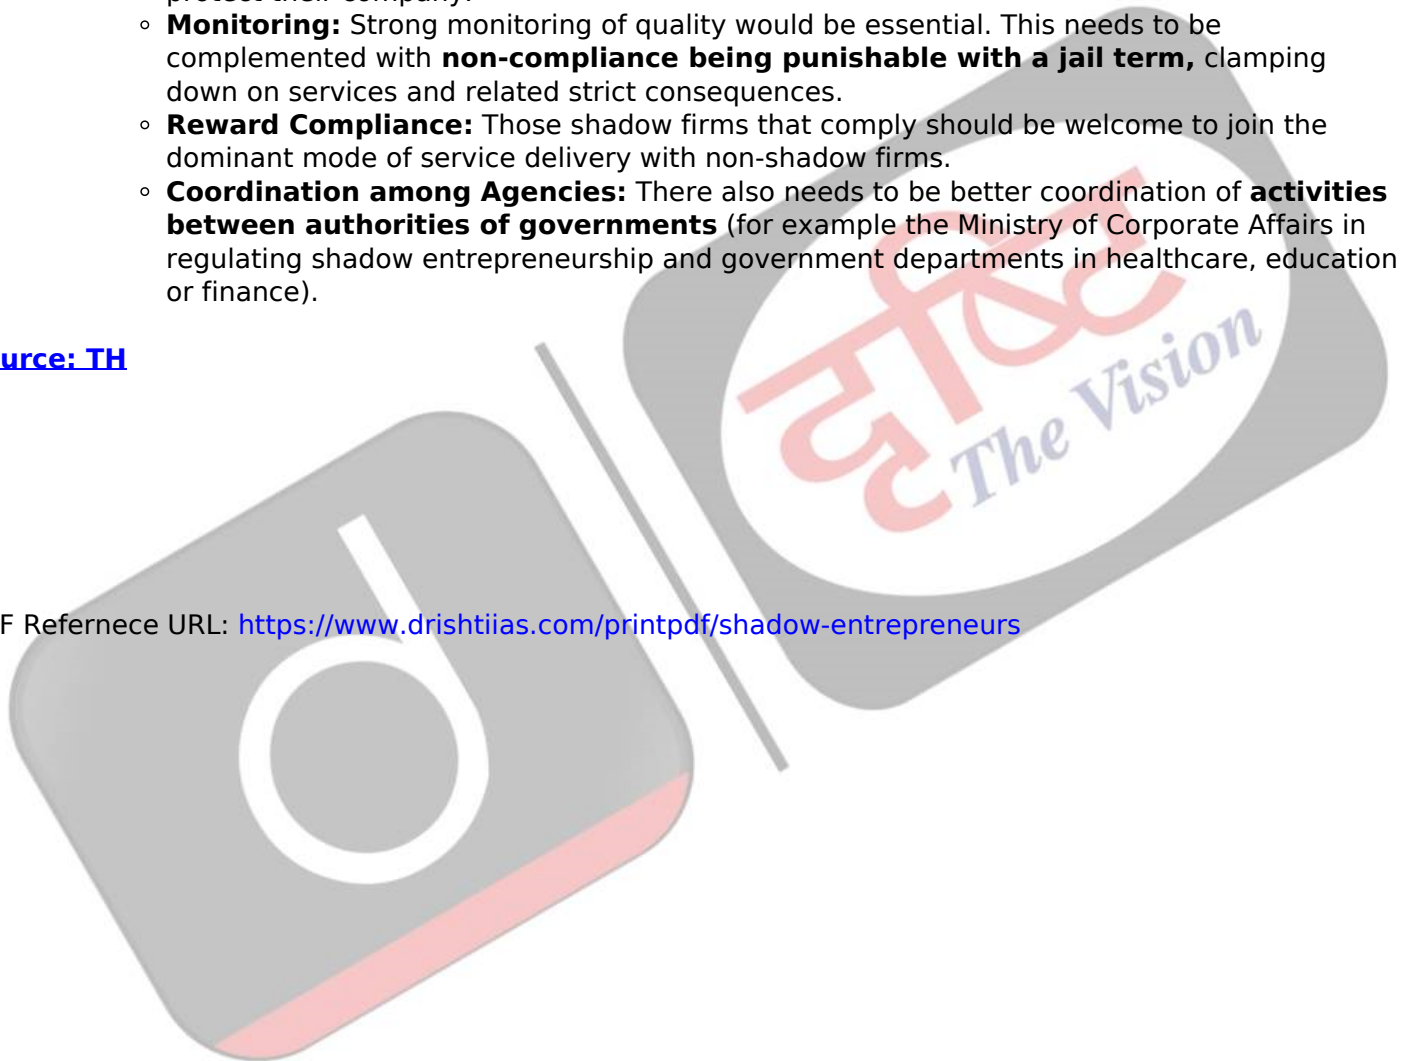 protect their company.
Monitoring: Strong monitoring of quality would be essential. This needs to be
complemented with non-compliance being punishable with a jail term, clamping
down on services and related strict consequences.
Reward Compliance: Those shadow firms that comply should be welcome to join the
dominant mode of service delivery with non-shadow firms.
Coordination among Agencies: There also needs to be better coordination of activities
between authorities of governments (for example the Ministry of Corporate Affairs in
regulating shadow entrepreneurship and government departments in healthcare, education
or finance).
urce: TH
दृष्टि
The Vision
d
F Refernece URL: https://www.drishtiias.com/printpdf/shadow-entrepreneurs